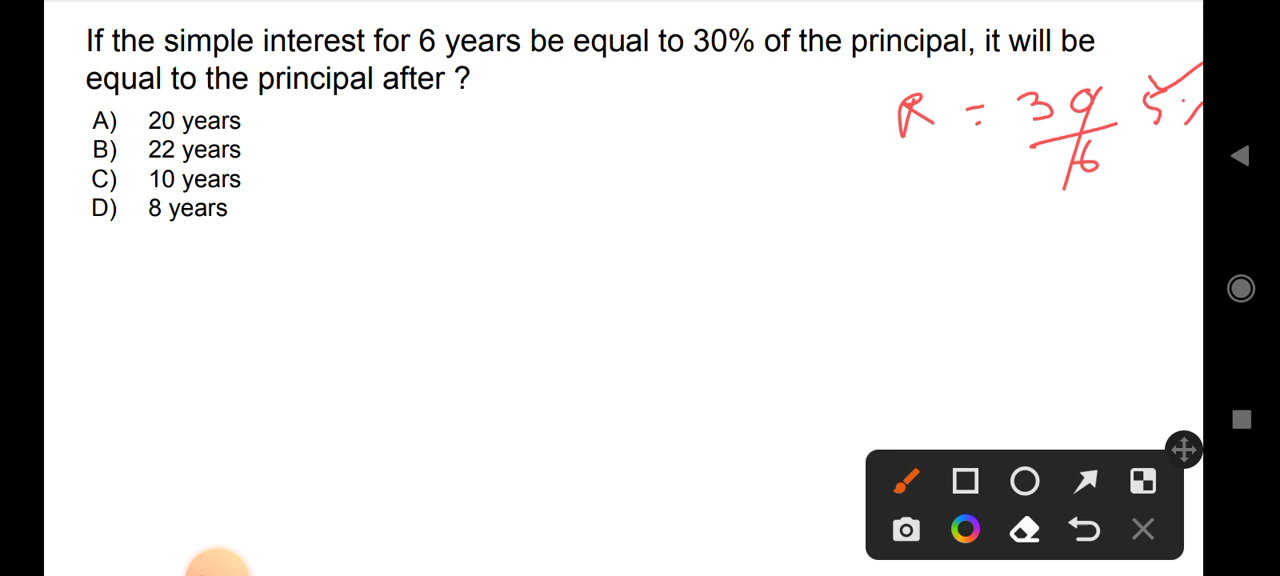 If the simple interest for 6 years be equal to 30% of the principal, it will be
equal to the principal after ?
R = 30/6 5%
A) 20 years
B) 22 years
C) 10 years
D) 8 years